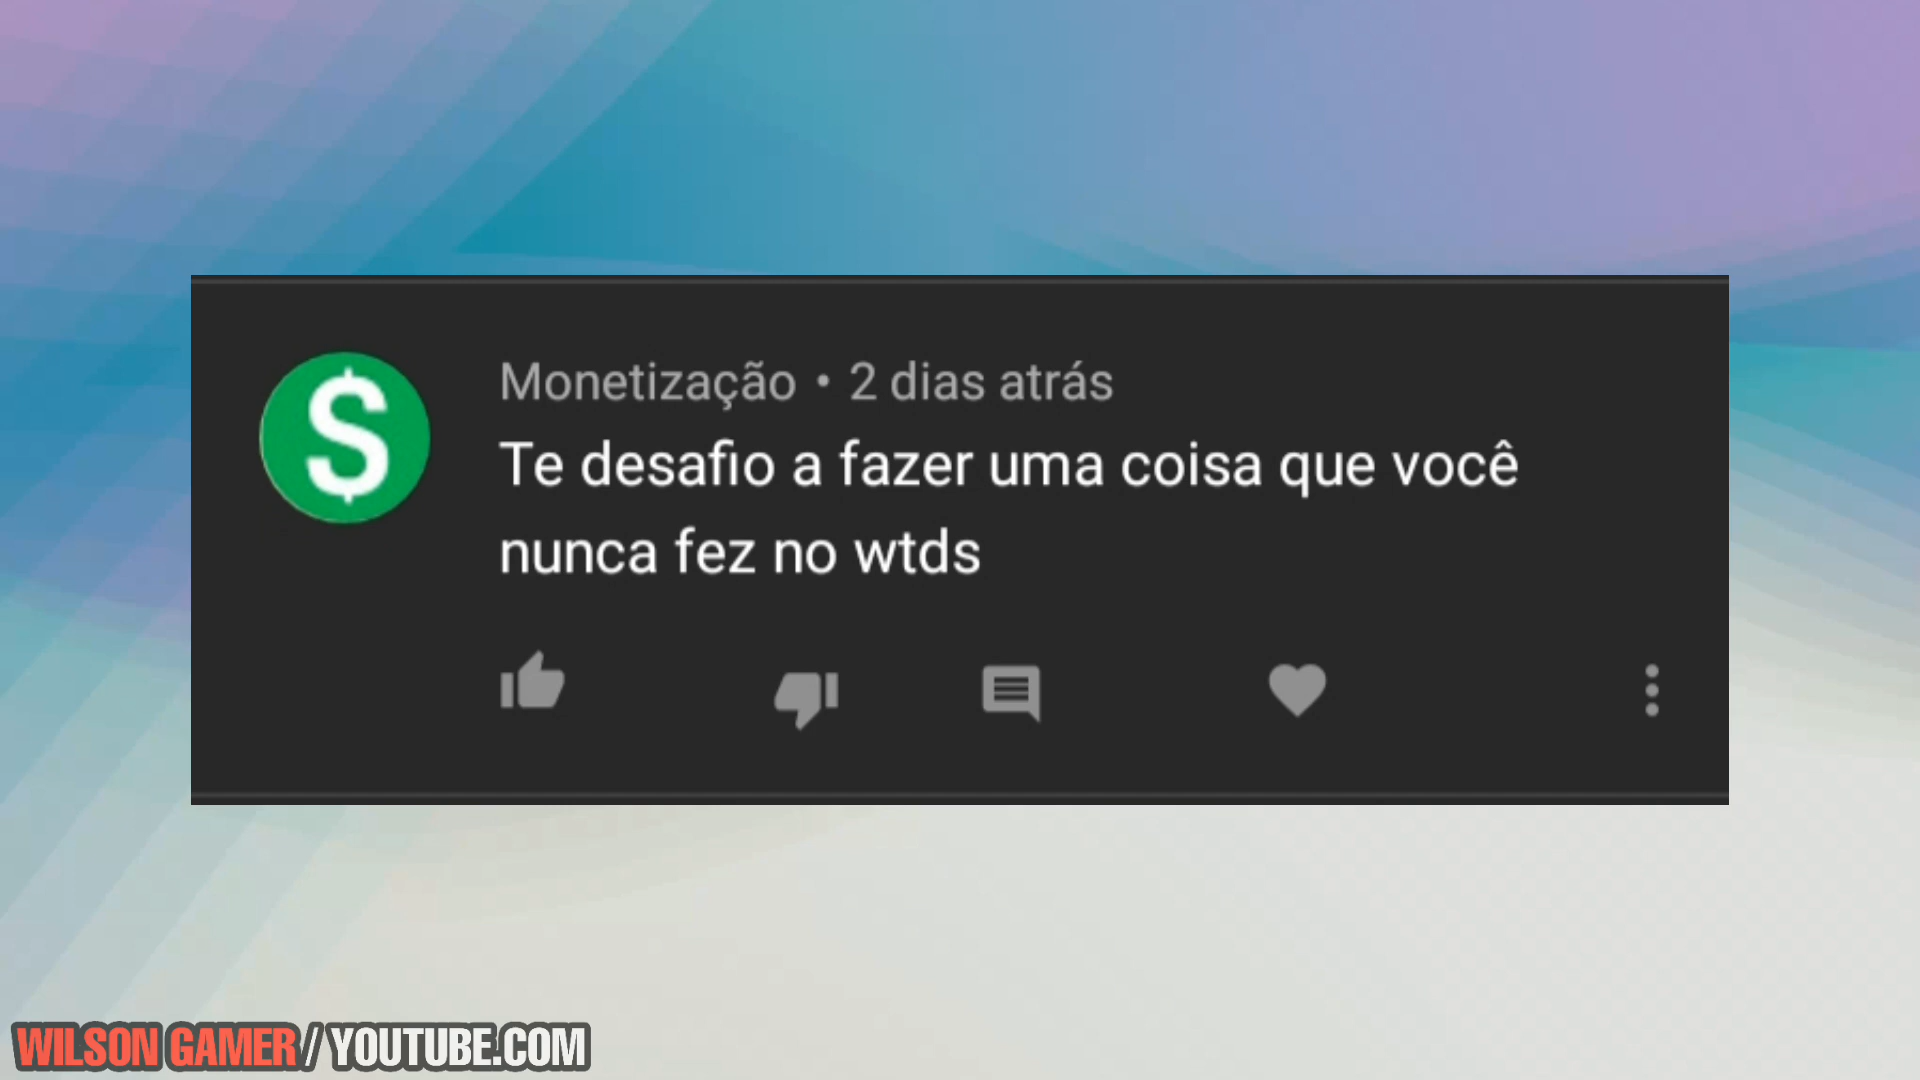 $
Monetização • 2 dias atrás
Te desafio a fazer uma coisa que você
nunca fez no wtds
WILSON GAMER / YOUTUBE.COM